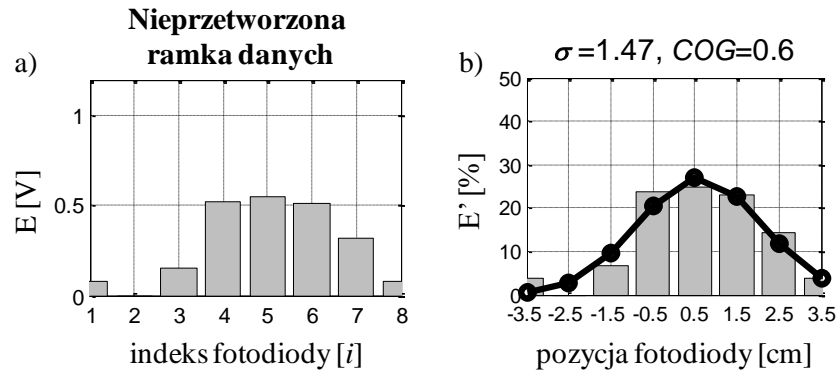 Nieprzetworzona
ramka danych
a)
1
0.5
0
E [V]
1 2 3 4 5 6 7 8
indeks fotodiody [i]
b)
σ =1.47, COG=0.6
50
40
30
20
10
0
E' [%]
-3.5 -2.5 -1.5 -0.5 0.5 1.5 2.5 3.5
pozycja fotodiody [cm]